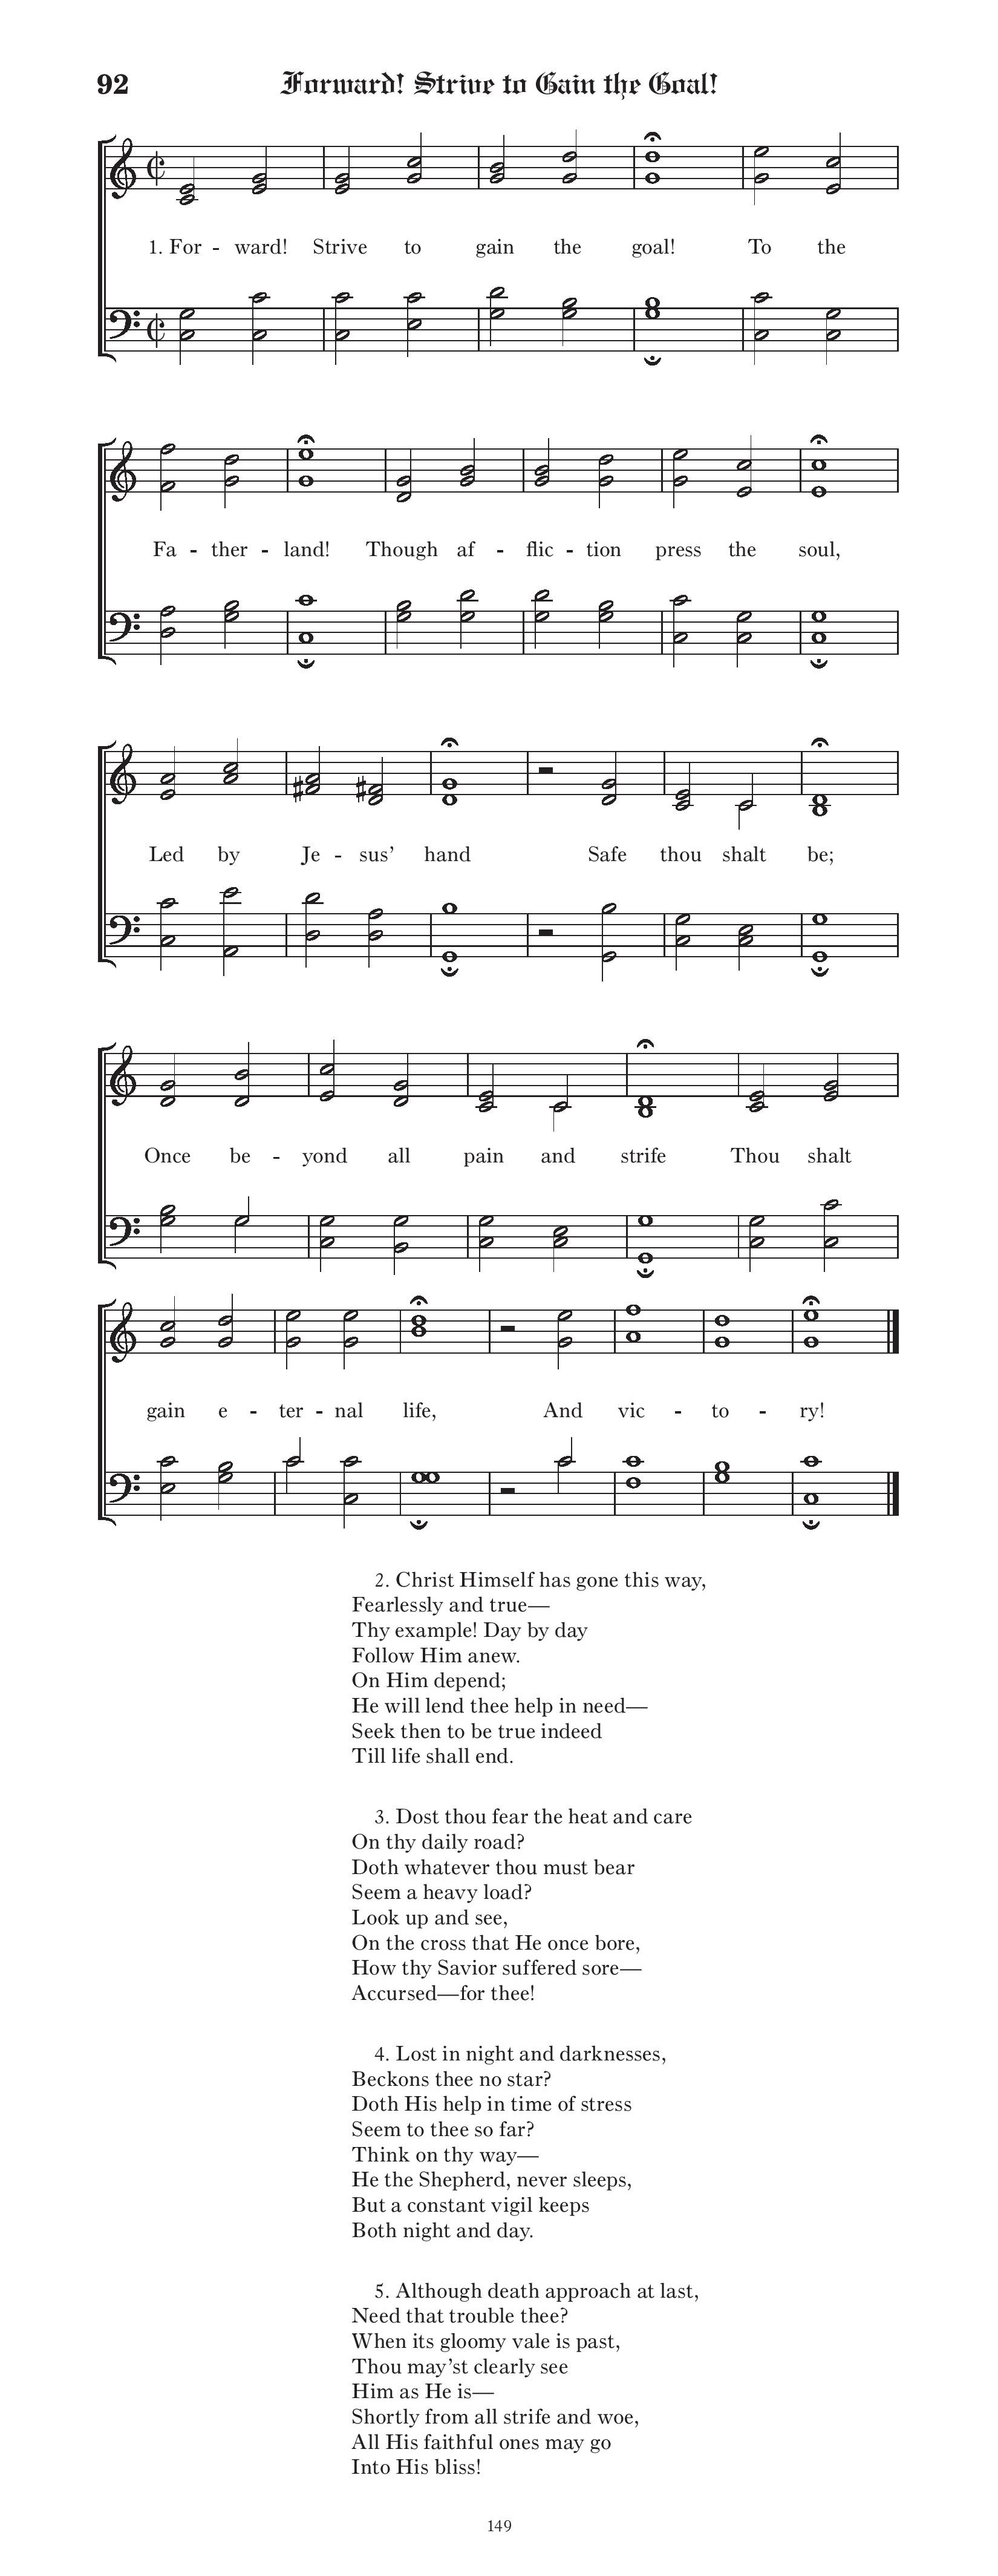 92 Forward! Strive to Gain the Goal!
1. For - ward! Strive to gain the goal! To the
Fa - ther - land! Though af - flic - tion press the soul,
Led by Je - sus’ hand Safe thou shalt be;
Once be - yond all pain and strife Thou shalt
gain e - ter - nal life, And vic - to - ry!
2. Christ Himself has gone this way,
Fearlessly and true—
Thy example! Day by day
Follow Him anew.
On Him depend;
He will lend thee help in need—
Seek then to be true indeed
Till life shall end.
3. Dost thou fear the heat and care
On thy daily road?
Doth whatever thou must bear
Seem a heavy load?
Look up and see,
On the cross that He once bore,
How thy Savior suffered sore—
Accursed—for thee!
4. Lost in night and darknesses,
Beckons thee no star?
Doth His help in time of stress
Seem to thee so far?
Think on thy way—
He the Shepherd, never sleeps,
But a constant vigil keeps
Both night and day.
5. Although death approach at last,
Need that trouble thee?
When its gloomy vale is past,
Thou may’st clearly see
Him as He is—
Shortly from all strife and woe,
All His faithful ones may go
Into His bliss!
149